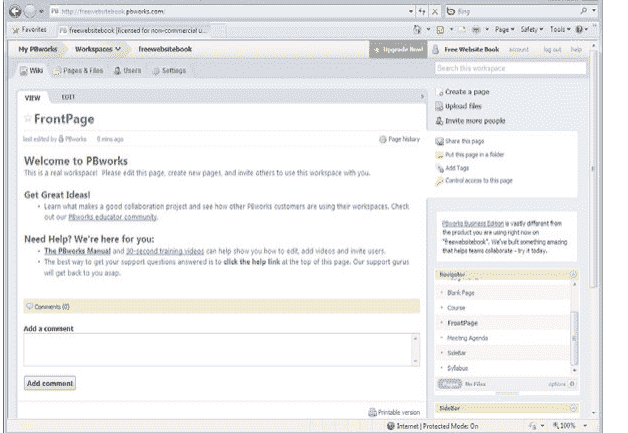 http://freewebsitebook.pbworks.com/
Bing
Favorites
freewebsitebook [licensed for non-commercial u...
Page
Safety
Tools
My PBworks
Workspaces
freewebsitebook
Upgrade Now!
Free Website Book
account
log out
help
Wiki
Pages & Files
Users
Settings
Search this workspace
VIEW
EDIT
FrontPage
last edited by PBworks 0 mins ago
Page history
Welcome to PBworks
This is a real workspace! Please edit this page, create new pages, and invite others to use this workspace with you.
Get Great Ideas!
• Learn what makes a good collaboration project and see how other PBworks customers are using their workspaces. Check
out our PBworks educator community.
Need Help? We're here for you:
• The PBworks Manual and 30-second training videos can help show you how to edit, add videos and invite users.
• The best way to get your support questions answered is to click the help link at the top of this page. Our support gurus
will get back to you asap.
Comments (0)
Add a comment
Add comment
Printable version
Create a page
Upload files
Invite more people
Share this page
Put this page in a folder
Add Tags
Control access to this page
PBworks Business Edition is vastly different from
the product you are using right now on
"freewebsitebook". We've built something amazing
that helps teams collaborate - try it today.
Navigator
Blank Page
Course
FrontPage
Meeting Agenda
SideBar
Syllabus
Pages
No Files
options
SideBar
Internet | Protected Mode: On
100%